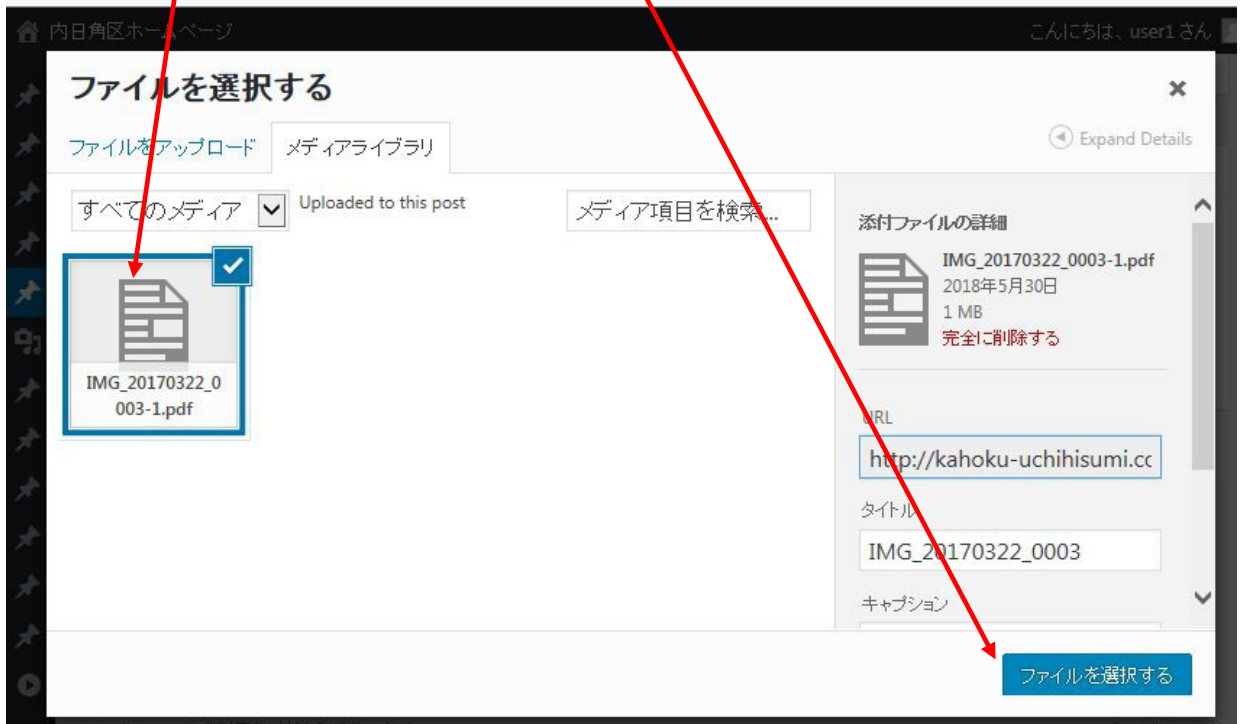 内日角区ホームページ
こんにちは、user1 さん
ファイルを選択する
×
ファイルをアップロード
メディアライブラリ
Expand Details
すべてのメディア
Uploaded to this post
メディア項目を検索...
添付ファイルの詳細
IMG_20170322_0003-1.pdf
2018年5月30日
1 MB
完全に削除する
IMG_20170322_0
003-1.pdf
URL
http://kahoku-uchihisumi.cc
タイトル
IMG_20170322_0003
キャプション
ファイルを選択する